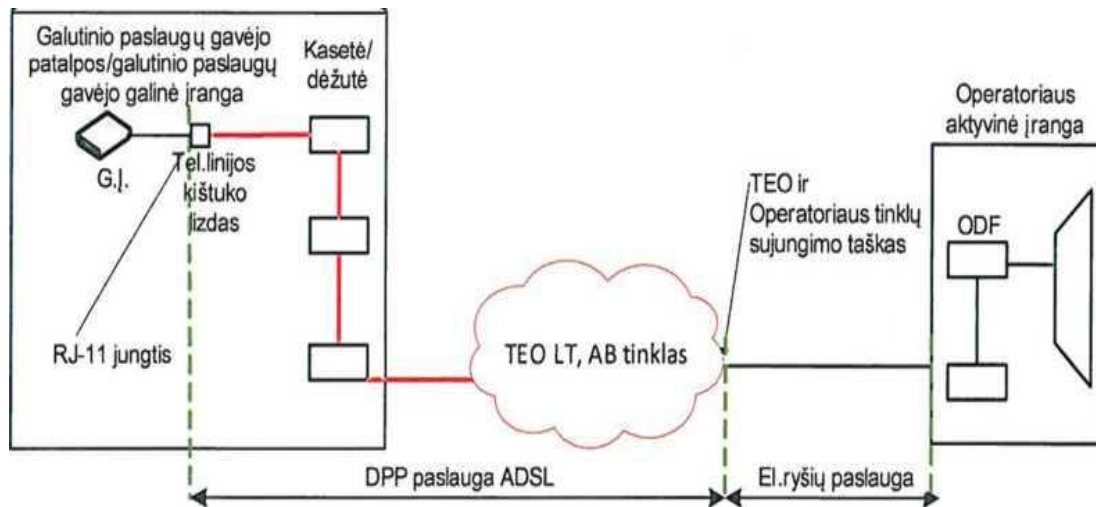 Galutinio paslaugų gavėjo
patalpos/galutinio paslaugų
gavėjo galinė įranga
Kasetė/
dėžutė
G.Į.
Tel.linijos
kištuko
lizdas
RJ-11 jungtis
TEO LT, AB tinklas
TEO ir
Operatoriaus tinklų
sujungimo taškas
Operatoriaus
aktyvinė įranga
ODF
DPP paslauga ADSL
El.ryšių paslauga